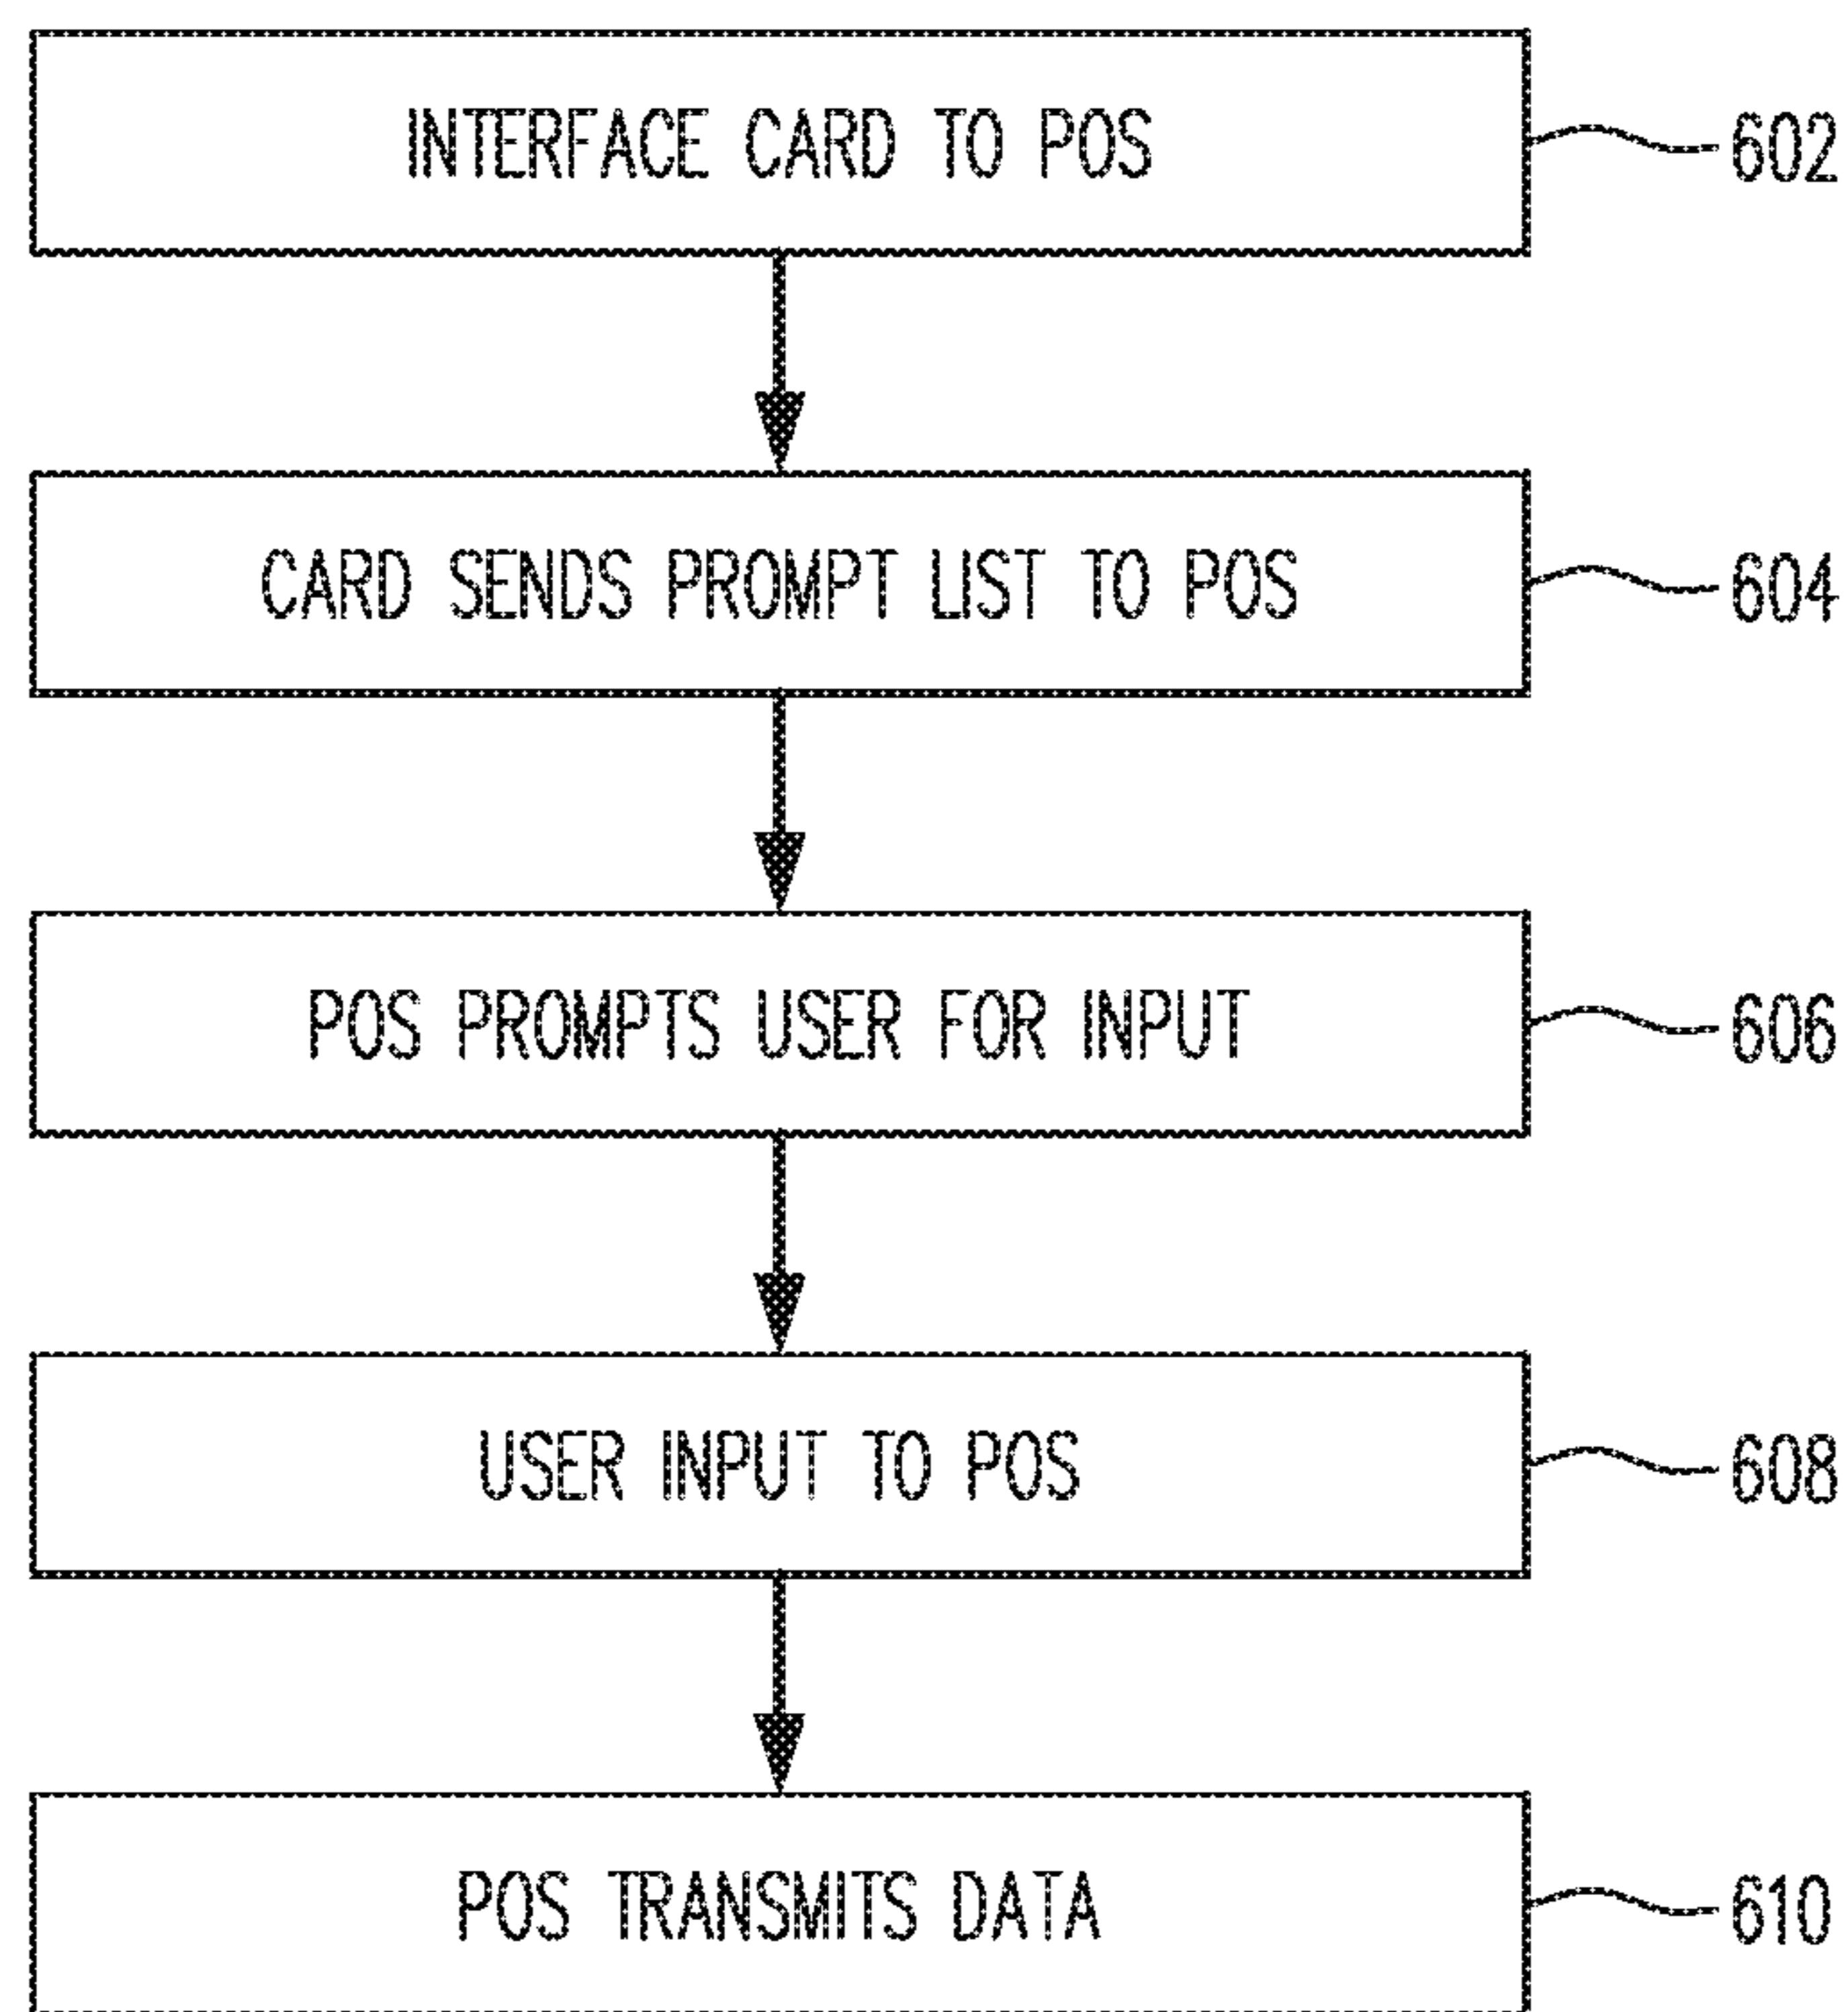 INTERFACE CARD TO POS
602
CARD SENDS PROMPT LIST TO POS
604
POS PROMPTS USER FOR INPUT
606
USER INPUT TO POS
608
POS TRANSMITS DATA
610